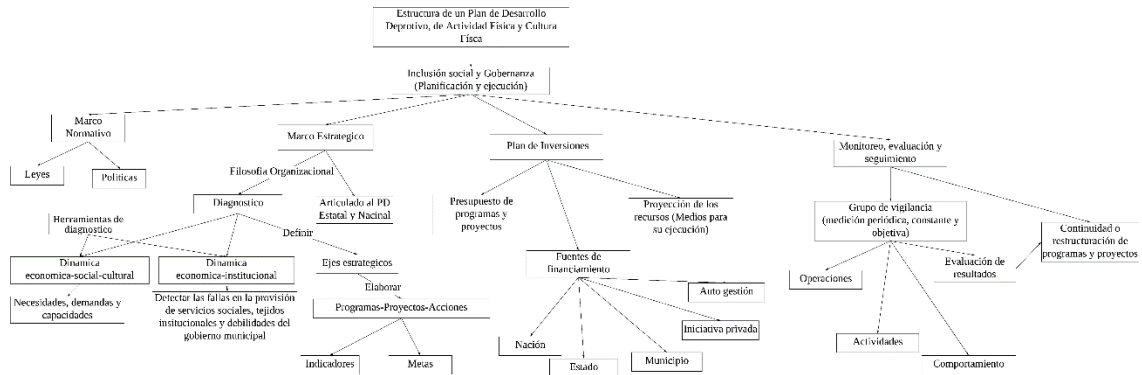 Estructura de un Plan de Desarrollo
Deprotivo, de Actividad Física y Cultura
Físca
Inclusión social y Gobernanza
(Planificación y ejecución)
Marco
Normativo
Leyes
Politicas
Marco Estrategico
Filosofia Organizacional
Diagnostico
Articulado al PD
Estatal y Nacinal
Herramientas de
diagnostico
Definir
Dinamica
economica-social-cultural
Dinamica
economica-institucional
Ejes estrategicos
Necesidades, demandas y
capacidades
Detectar las fallas en la provisión
de servicios sociales, tejidos
insitucionales y debilidades del
gobierno municipal
Elaborar
Programas-Proyectos-Acciones
Indicadores
Metas
Plan de Inversiones
Presupuesto de
programas y
proyectos
Proyección de los
recursos (Medios para
su ejecución)
Fuentes de
financiamiento
Auto gestión
Iniciativa privada
Nación
Estado
Municipio
Monitoreo, evaluación y
seguimiento
Grupo de vigilancia
(medición periódica, constante y
objetiva)
Continuidad o
restructuración de
programas y proyectos
Operaciones
Evaluación de
resultados
Actividades
Comportamiento